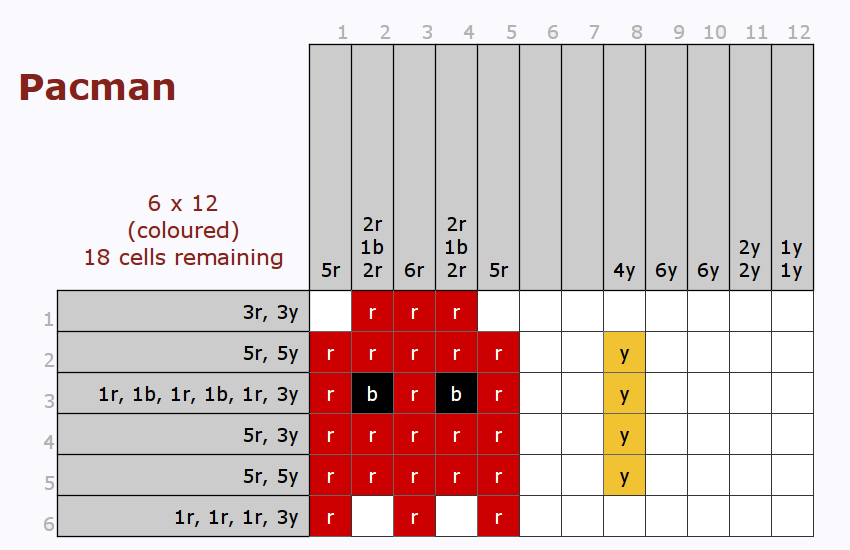 1 2 3 4 5 6 7 8 9 10 11 12
Pacman
6 x 12
(coloured)
18 cells remaining
2r 2r
1b 1b 2y 1y
5r 2r 6r 2r 5r 4y 6y 6y 2y 1y
1 3r, 3y r r r
2 5r, 5y r r r r r y
3 1r, 1b, 1r, 1b, 1r, 3y r b r b r y
4 5r, 3y r r r r r y
5 5r, 5y r r r r r y
6 1r, 1r, 1r, 3y r r r